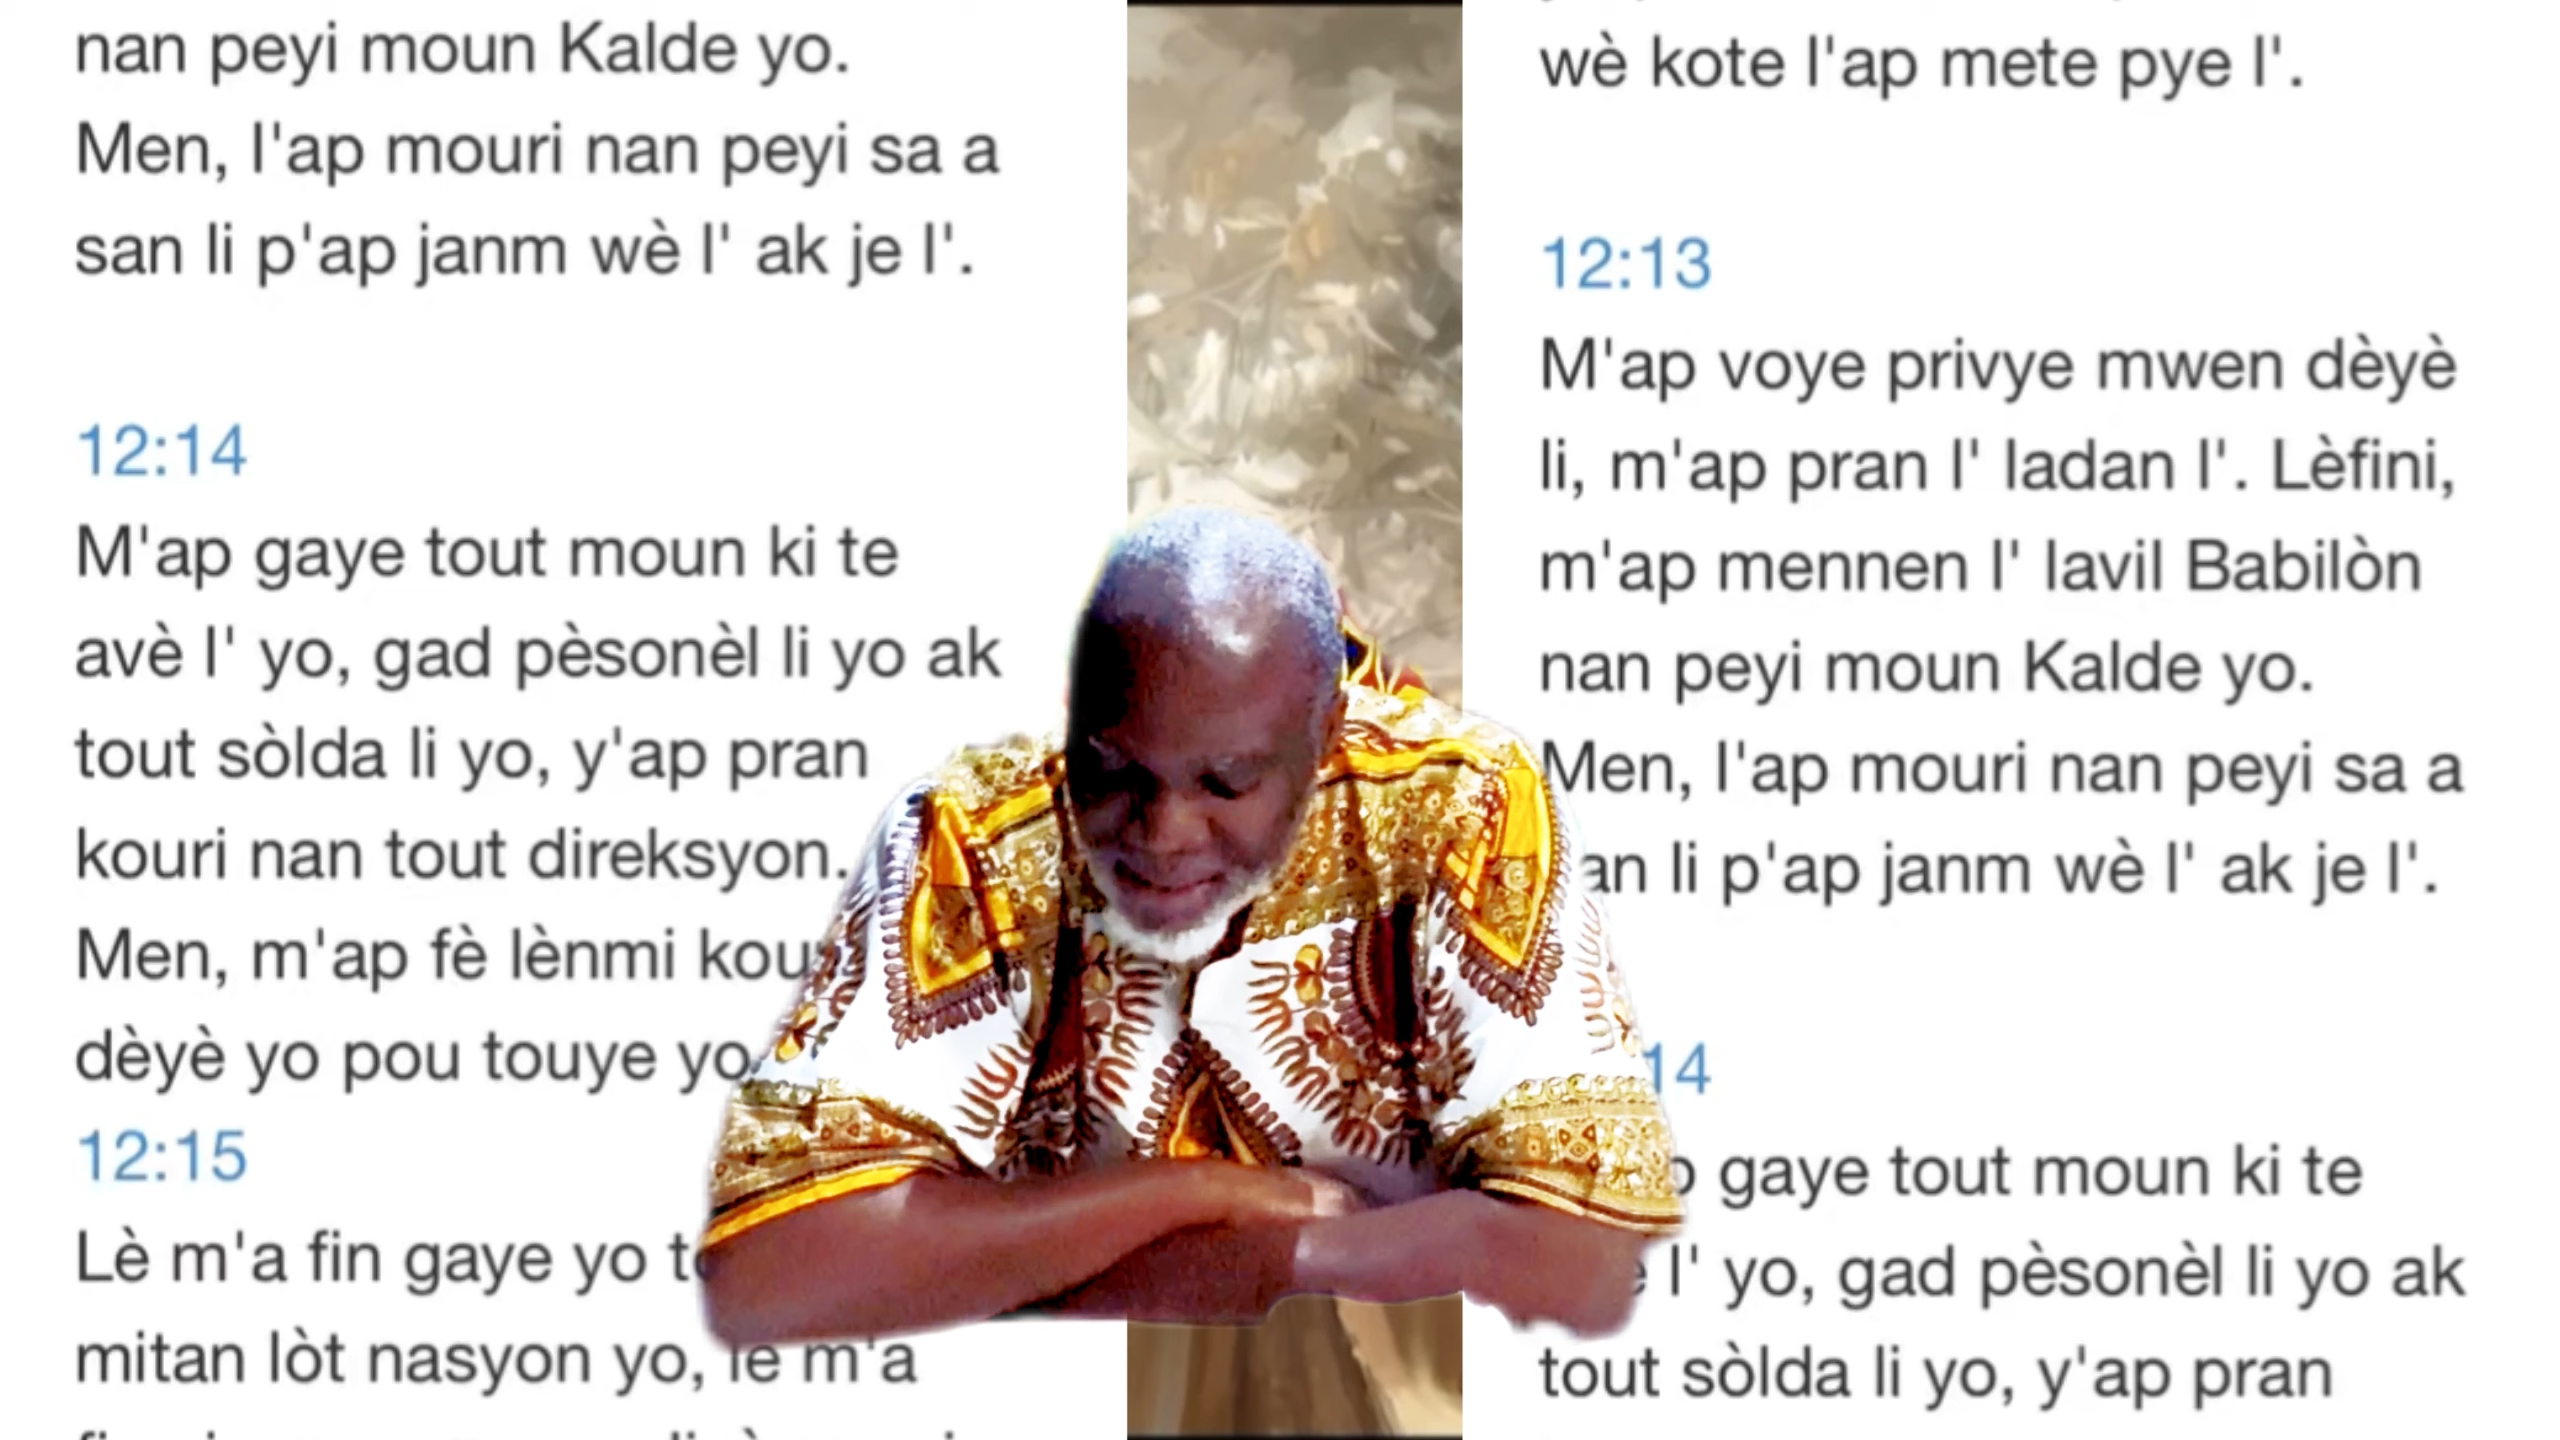 nan peyi moun Kalde yo.
Men, l'ap mouri nan peyi sa a
san li p'ap janm wè l' ak je l'.
12:14
M'ap gaye tout moun ki te
avè l' yo, gad pèsonèl li yo ak
tout sòlda li yo, y'ap pran
kouri nan tout direksyon.
Men, m'ap fè lènmi
dèyè yo pou touye yo
12:15
Lè m'a fin gaye yo
mitan lòt nasyon yo, lè m'a
wè kote l'ap mete pye l'.
12:13
M'ap voye privye mwen dèyè
li, m'ap pran l' ladan l'. Lèfini,
m'ap mennen l' lavil Babilòn
nan peyi moun Kalde yo.
Men, l'ap mouri nan peyi sa a
an li p'ap janm wè l' ak je l'.
14
gaye tout moun ki te
l' yo, gad pèsonèl li yo ak
tout sòlda li yo, y'ap pran